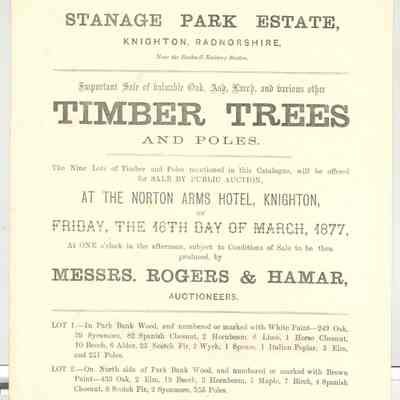 STANAGE PARK ESTATE,
KNIGHTON, RADNORSHIRE,
Near the Bucknell Railway Station.
Important Sale of valuable Oak, Ash, Larch, and various other
TIMBER TREES
AND POLES.
The Nine Lots of Timber and Poles mentioned in this Catalogue, will be offered
for SALE BY PUBLIC AUCTION,
AT THE NORTON ARMS HOTEL, KNIGHTON,
ON
FRIDAY, THE 16TH DAY OF MARCH, 1877,
At ONE o'clock in the afternoon, subject to Conditions of Sale to be then
produced, by
MESSRS. ROGERS & HAMAR,
AUCTIONEERS.
LOT 1.—In Park Bank Wood, and numbered or marked with White Paint—249 Oak,
Sycamore, 82 Spanish Chesnut, 2 Hornbeam, 6 Lime, 1 Horse Chesnut,
10 Beech, 6 Alder, 23 Scotch Fir, 2 Wych, 1 Spruce, 1 Italian Poplar, 3 Elm,
and 251 Poles.
LOT 2.—On North side of Park Bank Wood, and numbered or marked with Brown
Paint—433 Oak, 2 Elm, 19 Beech, 3 Hornbeam, 5 Maple, 7 Birch, 4 Spanish
Chesnut, 8 Scotch Fir, 2 Sycamore, 355 Poles.